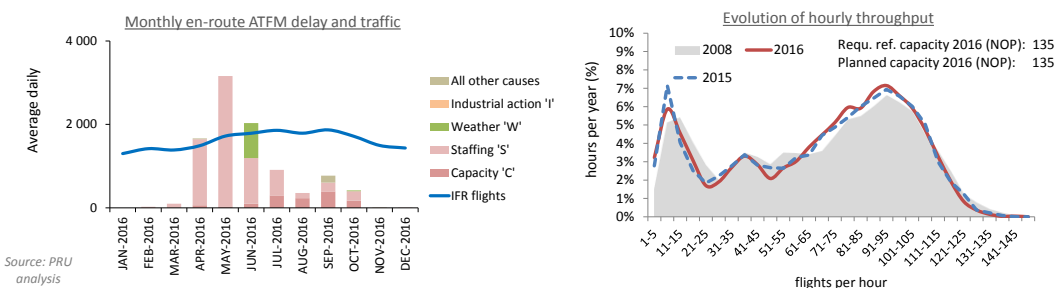 Monthly en-route ATFM delay and traffic
Average daily
4 000
2 000
0
JAN-2016
FEB-2016
MAR-2016
APR-2016
MAY-2016
JUN-2016
JUL-2016
AUG-2016
SEP-2016
OCT-2016
NOV-2016
DEC-2016
All other causes
Industrial action 'I'
Weather 'W'
Staffing 'S'
Capacity 'C'
IFR flights
Source: PRU
analysis
Evolution of hourly throughput
hours per year (%)
10%
9%
8%
7%
6%
5%
4%
3%
2%
1%
0%
2008
2016
2015
Requ. ref. capacity 2016 (NOP): 135
Planned capacity 2016 (NOP): 135
1-5
11-15
21-25
31-35
41-45
51-55
61-65
71-75
81-85
91-95
101-105
111-115
121-125
131-135
141-145
flights per hour